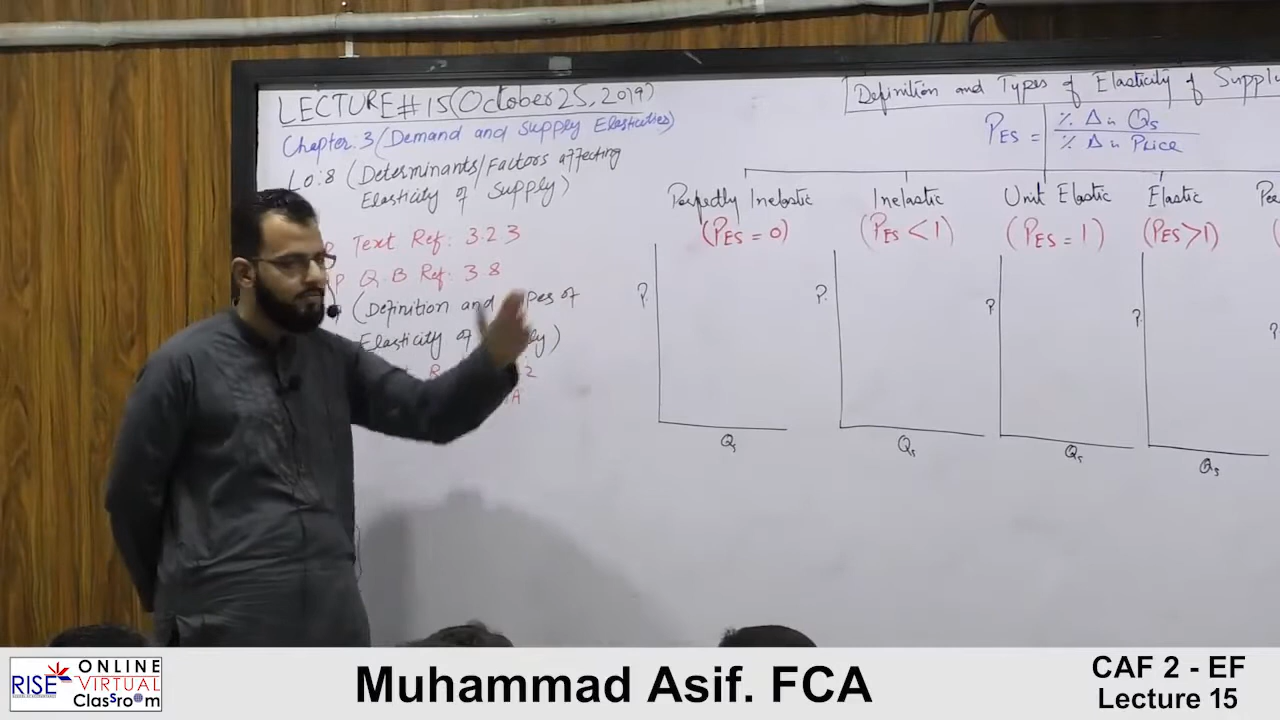 LECTURE # 15 (October 25, 2019)
Chapter: 3 (Demand and Supply Elasticities)
Lo: 8 (Determinants/Factors affecting
Elasticity of Supply)
Text Ref: 3.2.3
Q.B Ref: 3.8
(Definition and Types of
Elasticity of
Definition and Types of Elasticity of
PES = % Δ in Qs
% Δ in Price
Perfectly Inelastic
(PES = 0)
P
Qs
Inelastic
(PES < 1)
P
Qs
Unit Elastic
(PES = 1)
P
Qs
Elastic
(PES > 1)
P
Qs
P
RISE
ONLINE
VIRTUAL
Classroom
Muhammad Asif. FCA
CAF 2 - EF
Lecture 15